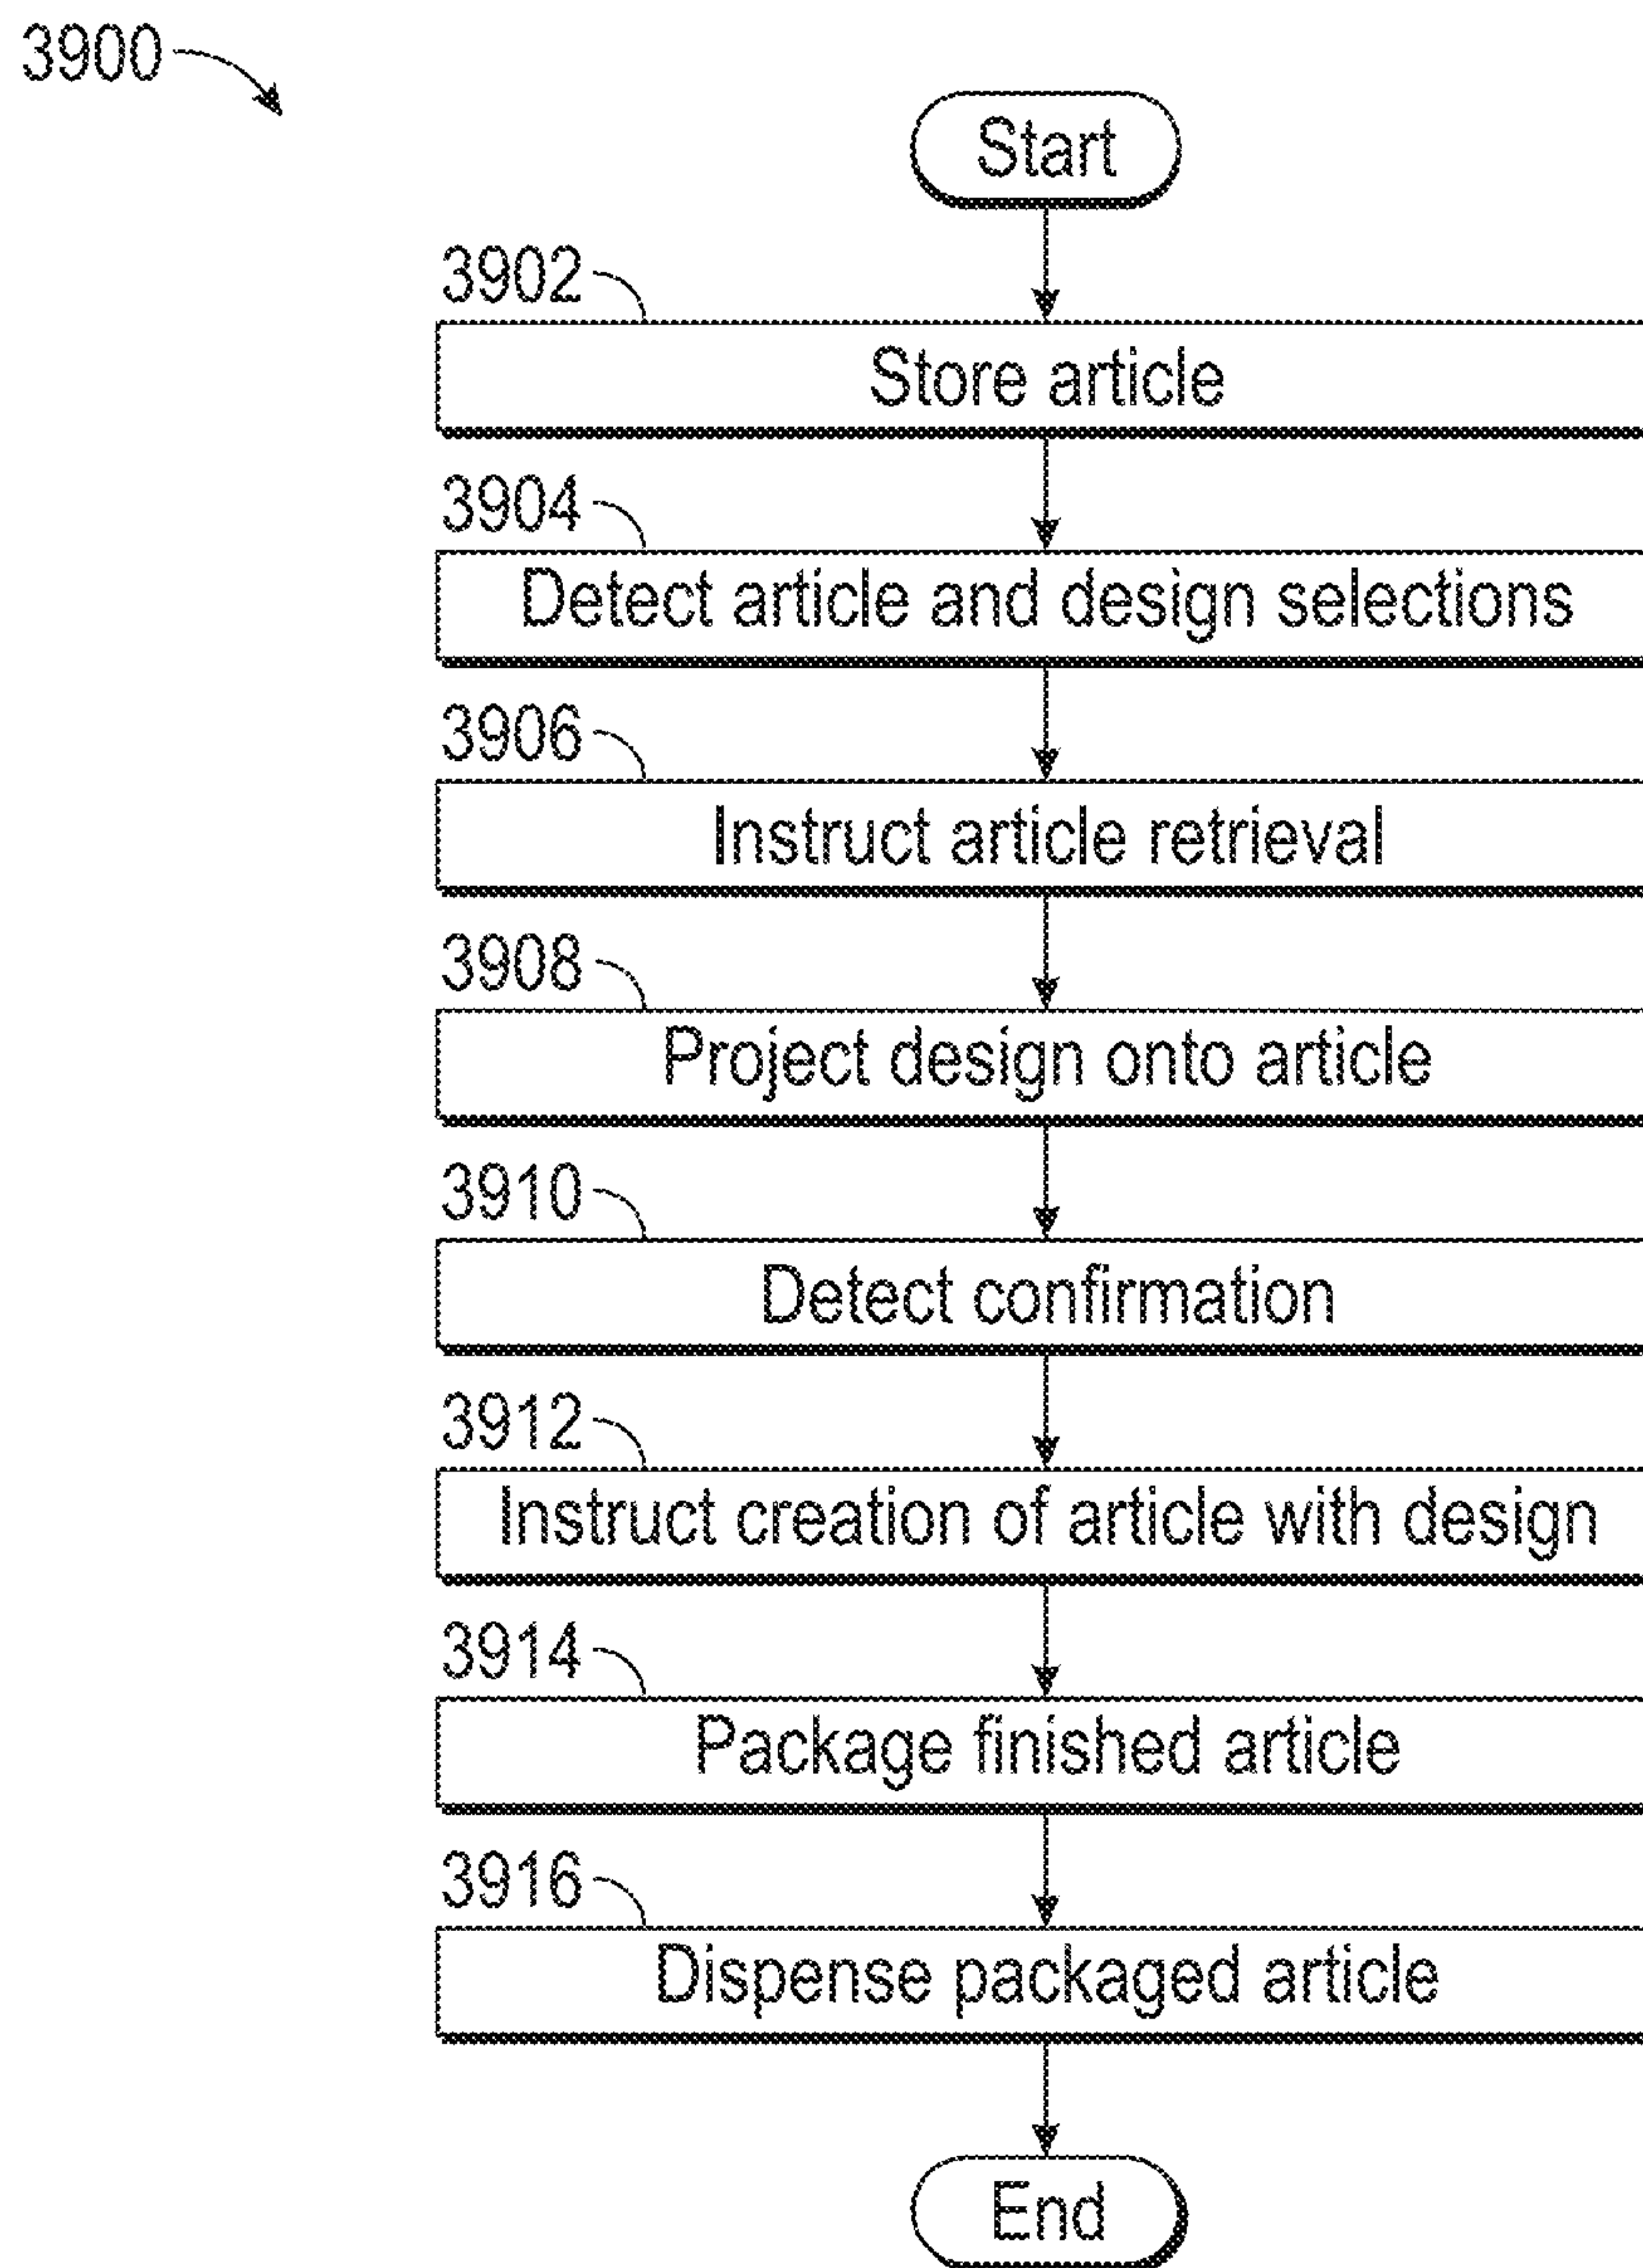 3900
Start
3902
Store article
3904
Detect article and design selections
3906
Instruct article retrieval
3908
Project design onto article
3910
Detect confirmation
3912
Instruct creation of article with design
3914
Package finished article
3916
Dispense packaged article
End